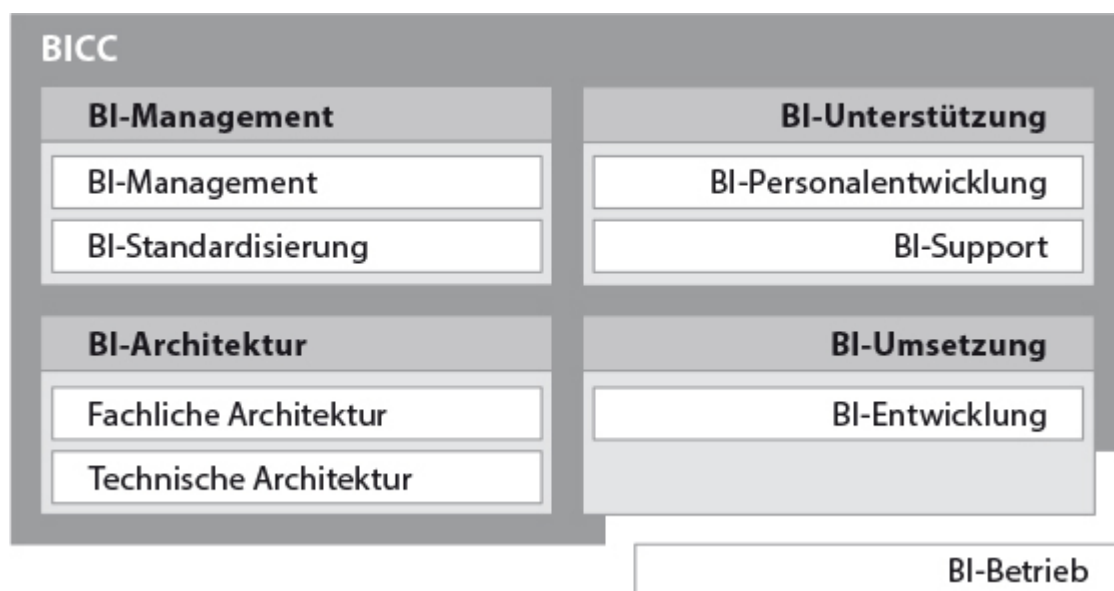 BICC
BI-Management
BI-Management
BI-Standardisierung
BI-Unterstützung
BI-Personalentwicklung
BI-Support
BI-Architektur
Fachliche Architektur
Technische Architektur
BI-Umsetzung
BI-Entwicklung
BI-Betrieb